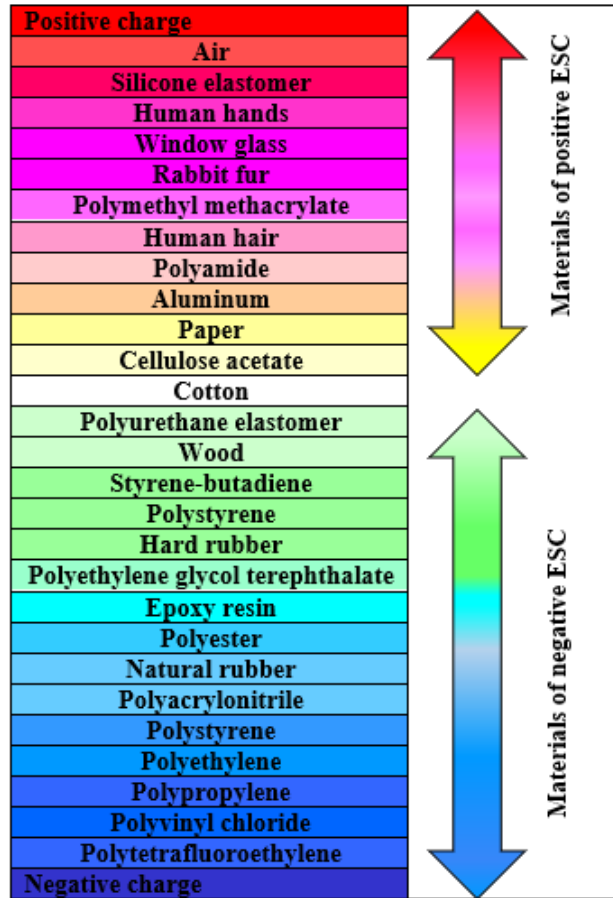 Positive charge
Air
Silicone elastomer
Human hands
Window glass
Rabbit fur
Polymethyl methacrylate
Human hair
Polyamide
Aluminum
Paper
Cellulose acetate
Cotton
Polyurethane elastomer
Wood
Styrene-butadiene
Polystyrene
Hard rubber
Polyethylene glycol terephthalate
Epoxy resin
Polyester
Natural rubber
Polyacrylonitrile
Polystyrene
Polyethylene
Polypropylene
Polyvinyl chloride
Polytetrafluoroethylene
Negative charge
Materials of positive ESC
Materials of negative ESC